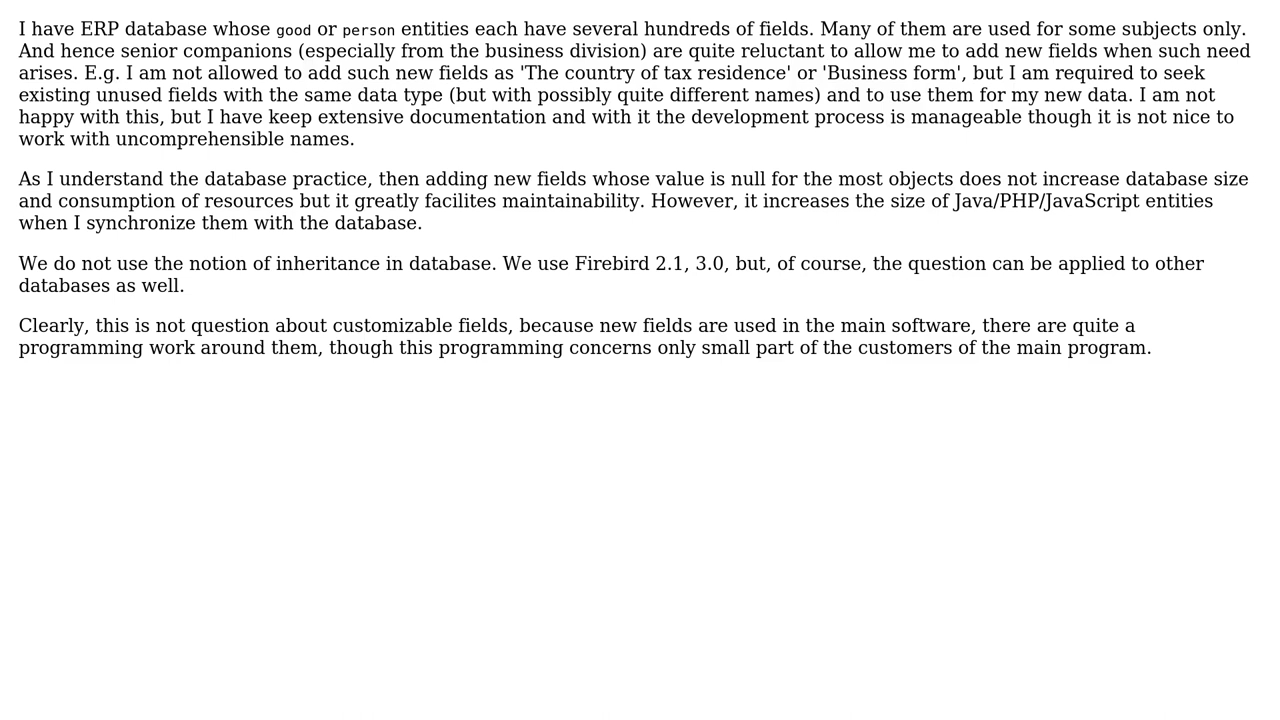 I have ERP database whose good or person entities each have several hundreds of fields. Many of them are used for some subjects only.
And hence senior companions (especially from the business division) are quite reluctant to allow me to add new fields when such need
arises. E.g. I am not allowed to add such new fields as 'The country of tax residence' or 'Business form', but I am required to seek
existing unused fields with the same data type (but with possibly quite different names) and to use them for my new data. I am not
happy with this, but I have keep extensive documentation and with it the development process is manageable though it is not nice to
work with uncomprehensible names.
As I understand the database practice, then adding new fields whose value is null for the most objects does not increase database size
and consumption of resources but it greatly facilites maintainability. However, it increases the size of Java/PHP/JavaScript entities
when I synchronize them with the database.
We do not use the notion of inheritance in database. We use Firebird 2.1, 3.0, but, of course, the question can be applied to other
databases as well.
Clearly, this is not question about customizable fields, because new fields are used in the main software, there are quite a
programming work around them, though this programming concerns only small part of the customers of the main program.